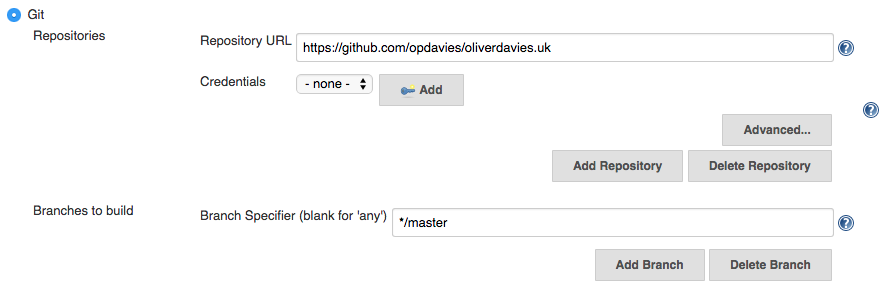 Git
Repositories
Repository URL https://github.com/opdavies/oliverdavies.uk ?
Credentials - none - Add
?
Advanced...
Add Repository Delete Repository
Branches to build Branch Specifier (blank for 'any') */master ?
Add Branch Delete Branch